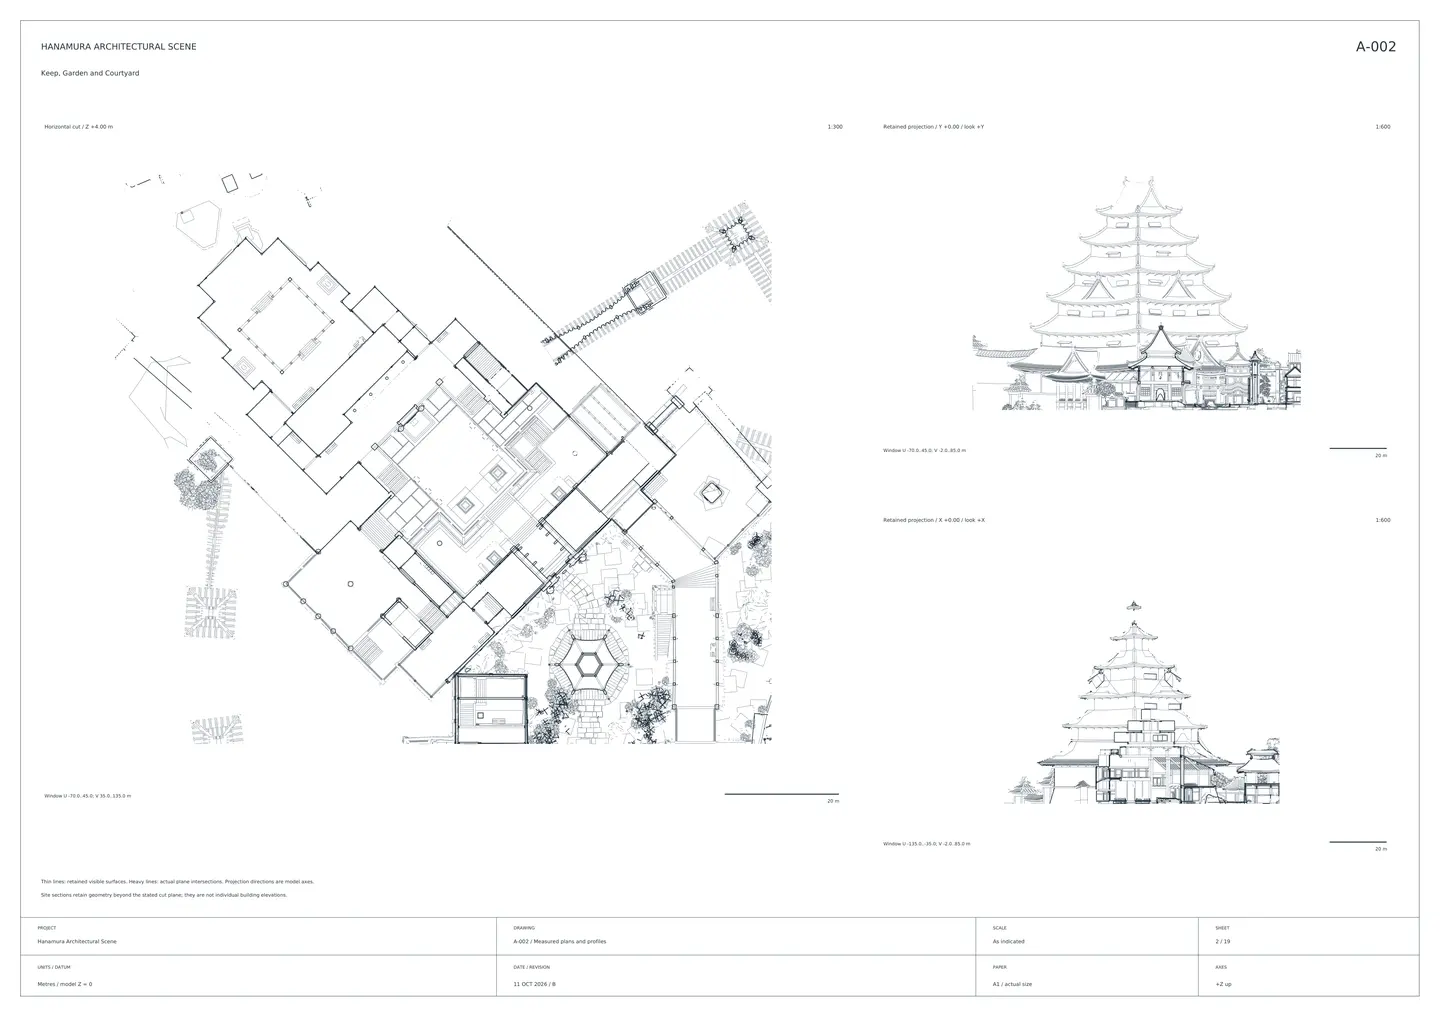 HANAMURA ARCHITECTURAL SCENE
A-002
Keep, Garden and Courtyard
Horizontal cut / Z +4.00 m
1:300
Retained projection / Y +0.00 / look +Y
1:600
Window U -70.0, 45.0; V -2.0, 85.0 m
20 m
Retained projection / X +0.00 / look +X
1:600
Window U -70.0, 45.0; V 35.0, 135.0 m
20 m
Window U -135.0, -35.0; V -2.0, 85.0 m
20 m
Thin lines: retained visible surfaces. Heavy lines: actual plane intersections. Projection directions are model axes.
Site sections retain geometry beyond the stated cut plane; they are not individual building elevations.
PROJECT
Hanamura Architectural Scene
DRAWING
A-002 / Measured plans and profiles
SCALE
As indicated
SHEET
2 / 19
UNITS / DATUM
Metres / model Z = 0
DATE / REVISION
11 OCT 2026 / B
PAPER
A1 / actual size
AXES
+Z up